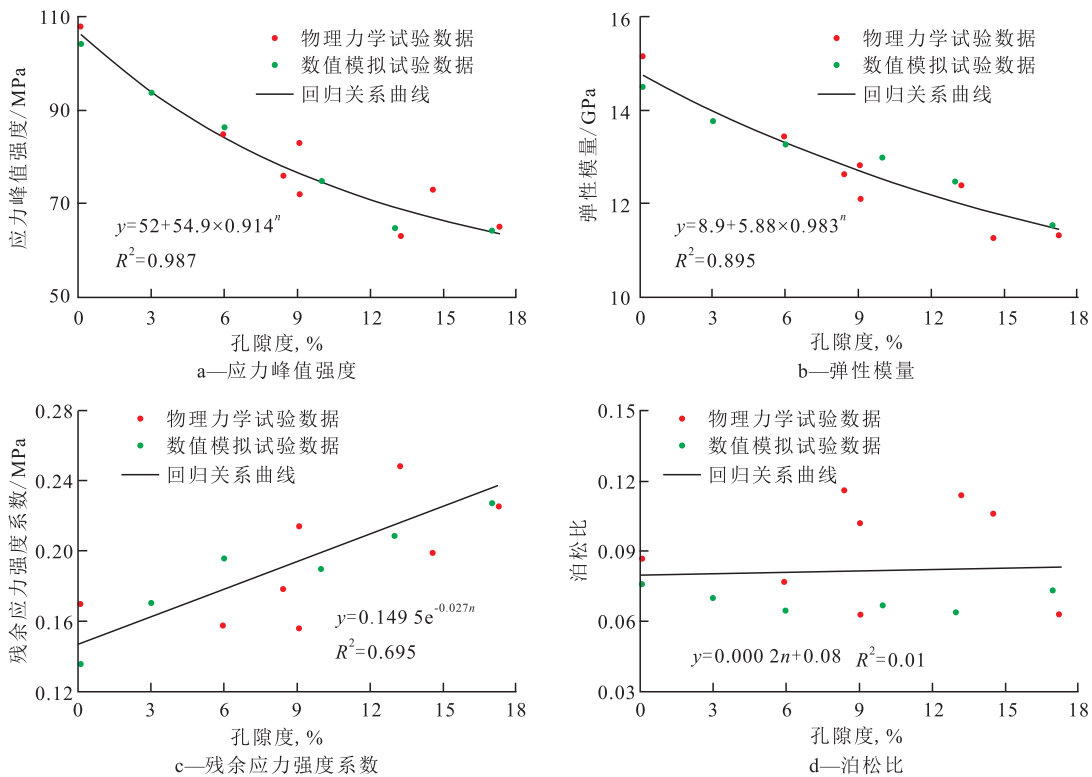 110
90
70
50
应力峰值强度/MPa
物理力学试验数据
数值模拟试验数据
回归关系曲线
y=52+54.9×0.914ⁿ
R²=0.987
0 3 6 9 12 15 18
孔隙度, %
a—应力峰值强度
16
14
12
10
弹性模量/GPa
物理力学试验数据
数值模拟试验数据
回归关系曲线
y=8.9+5.88×0.983ⁿ
R²=0.895
0 3 6 9 12 15 18
孔隙度, %
b—弹性模量
0.28
0.24
0.20
0.16
0.12
残余应力强度系数/MPa
物理力学试验数据
数值模拟试验数据
回归关系曲线
y=0.149 5e⁻⁰·⁰²⁷ⁿ
R²=0.695
0 3 6 9 12 15 18
孔隙度, %
c—残余应力强度系数
0.15
0.12
0.09
0.06
0.03
泊松比
物理力学试验数据
数值模拟试验数据
回归关系曲线
y=0.000 2n+0.08 R²=0.01
0 3 6 9 12 15 18
孔隙度, %
d—泊松比